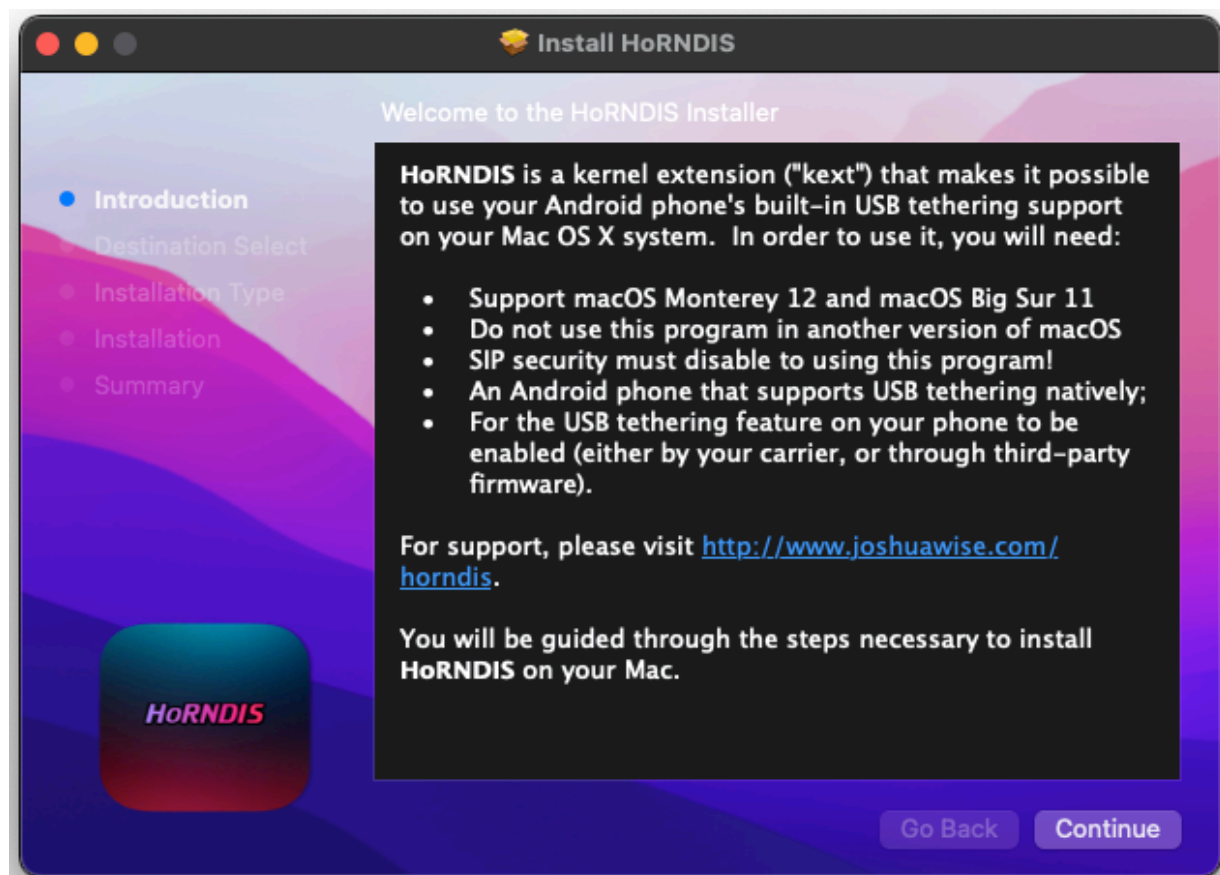 Install HoRNDIS
Welcome to the HoRNDIS Installer
Introduction
Destination Select
Installation Type
Installation
Summary
HoRNDIS is a kernel extension ("kext") that makes it possible
to use your Android phone's built-in USB tethering support
on your Mac OS X system.  In order to use it, you will need:
• Support macOS Monterey 12 and macOS Big Sur 11
• Do not use this program in another version of macOS
• SIP security must disable to using this program!
• An Android phone that supports USB tethering natively;
• For the USB tethering feature on your phone to be
enabled (either by your carrier, or through third-party
firmware).
For support, please visit http://www.joshuawise.com/
horndis.
You will be guided through the steps necessary to install
HoRNDIS on your Mac.
HoRNDIS
Go Back
Continue